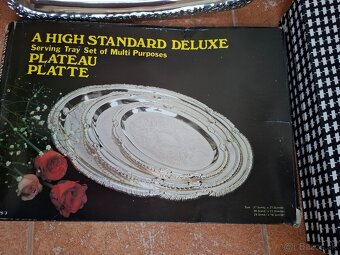 A HIGH STANDARD DELUXE
Serving Tray Set of Multi Purposes
PLATEAU
PLATTE